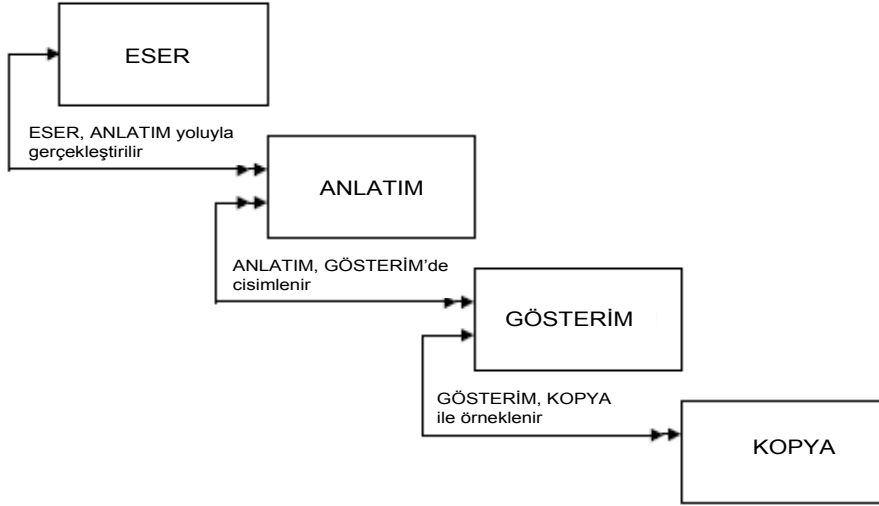 ESER
ESER, ANLATIM yoluyla
gerçekleştirilir
ANLATIM
ANLATIM, GÖSTERİM’de
cisimlenir
GÖSTERİM
GÖSTERİM, KOPYA
ile örneklenir
KOPYA